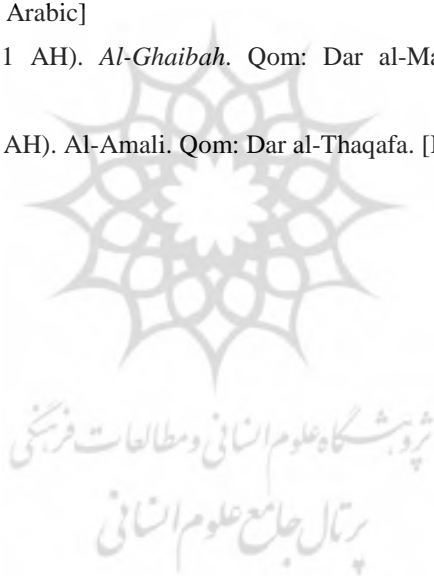 Arabic]
1 AH). Al-Ghaibah. Qom: Dar al-Ma
AH). Al-Amali. Qom: Dar al-Thaqafa. [I
پژوهشگاه علوم انسانی و مطالعات فرهنگی
پرتال جامع علوم انسانی